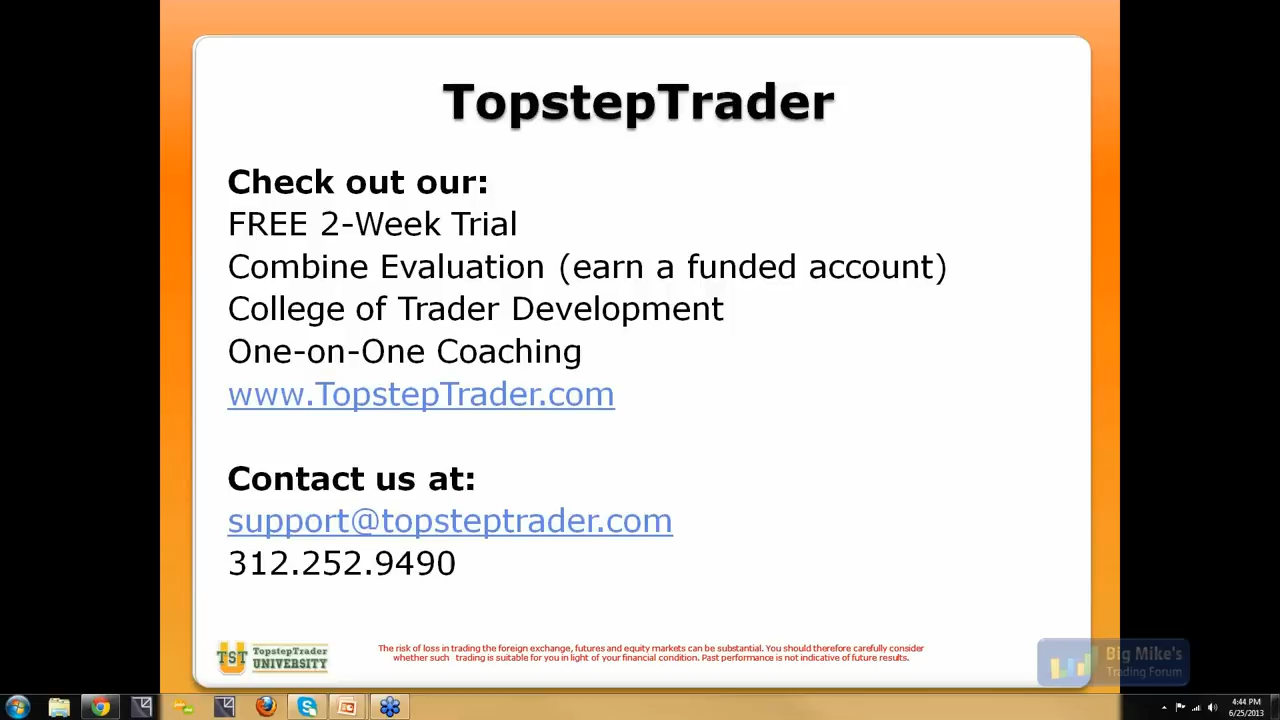 TopstepTrader
Check out our:
FREE 2-Week Trial
Combine Evaluation (earn a funded account)
College of Trader Development
One-on-One Coaching
www.TopstepTrader.com
Contact us at:
support@topsteptrader.com
312.252.9490
TST
TopstepTrader
UNIVERSITY
The risk of loss in trading the foreign exchange, futures and equity markets can be substantial. You should therefore carefully consider
whether such trading is suitable for you in light of your financial condition. Past performance is not indicative of future results.
Big Mike's
Trading Forum
4:44 PM
6/25/2013